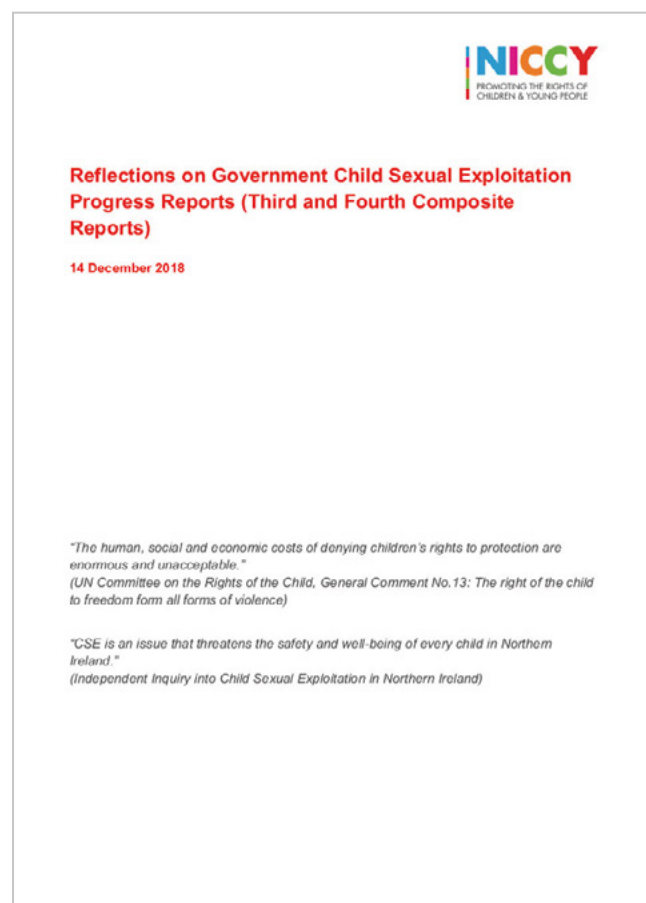 NICCY
PROMOTING THE RIGHTS OF
CHILDREN & YOUNG PEOPLE
Reflections on Government Child Sexual Exploitation
Progress Reports (Third and Fourth Composite
Reports)
14 December 2018
"The human, social and economic costs of denying children's rights to protection are
enormous and unacceptable."
(UN Committee on the Rights of the Child, General Comment No.13: The right of the child
to freedom form all forms of violence)
"CSE is an issue that threatens the safety and well-being of every child in Northern
Ireland."
(Independent Inquiry into Child Sexual Exploitation in Northern Ireland)